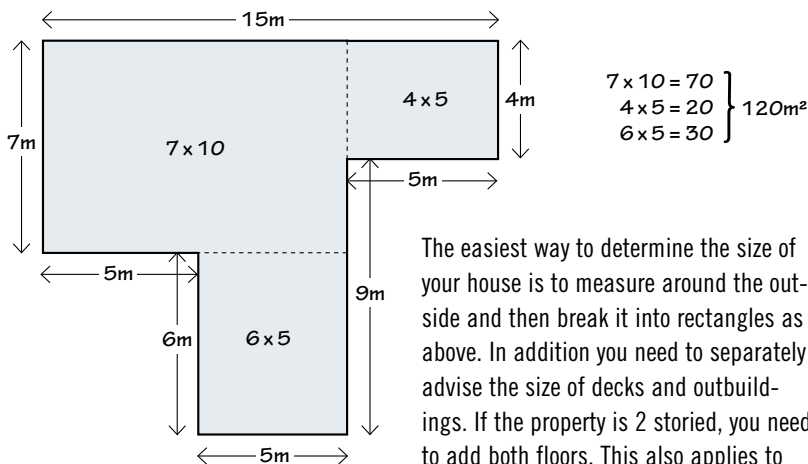 15m
7 x 10 = 70
4 x 5 = 20
6 x 5 = 30
120m²
4 x 5
4m
7m
7 x 10
5m
5m
9m
6m
6 x 5
5m
The easiest way to determine the size of
your house is to measure around the out-
side and then break it into rectangles as
above. In addition you need to separately
advise the size of decks and outbuild-
ings. If the property is 2 storied, you need
to add both floors. This also applies to